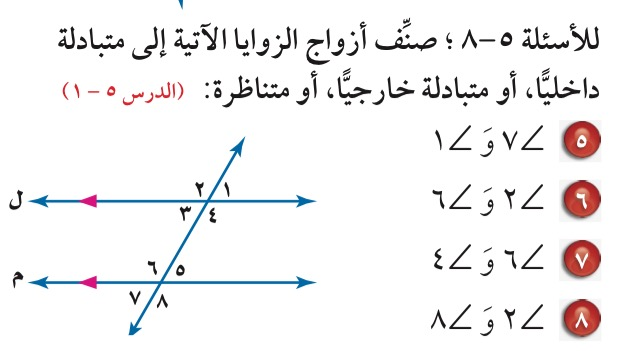 للأسئلة ٥-٨ ؛ صنِّف أزواج الزوايا الآتية إلى متبادلة
داخليًّا، أو متبادلة خارجيًّا، أو متناظرة: (الدرس ٥ - ١)
٥ ∠٧ وَ ∠١
٦ ∠٢ وَ ∠٦
٧ ∠٦ وَ ∠٤
٨ ∠٢ وَ ∠٨
٢ ١
ل
٣ ٤
٦ ٥
م
٧ ٨